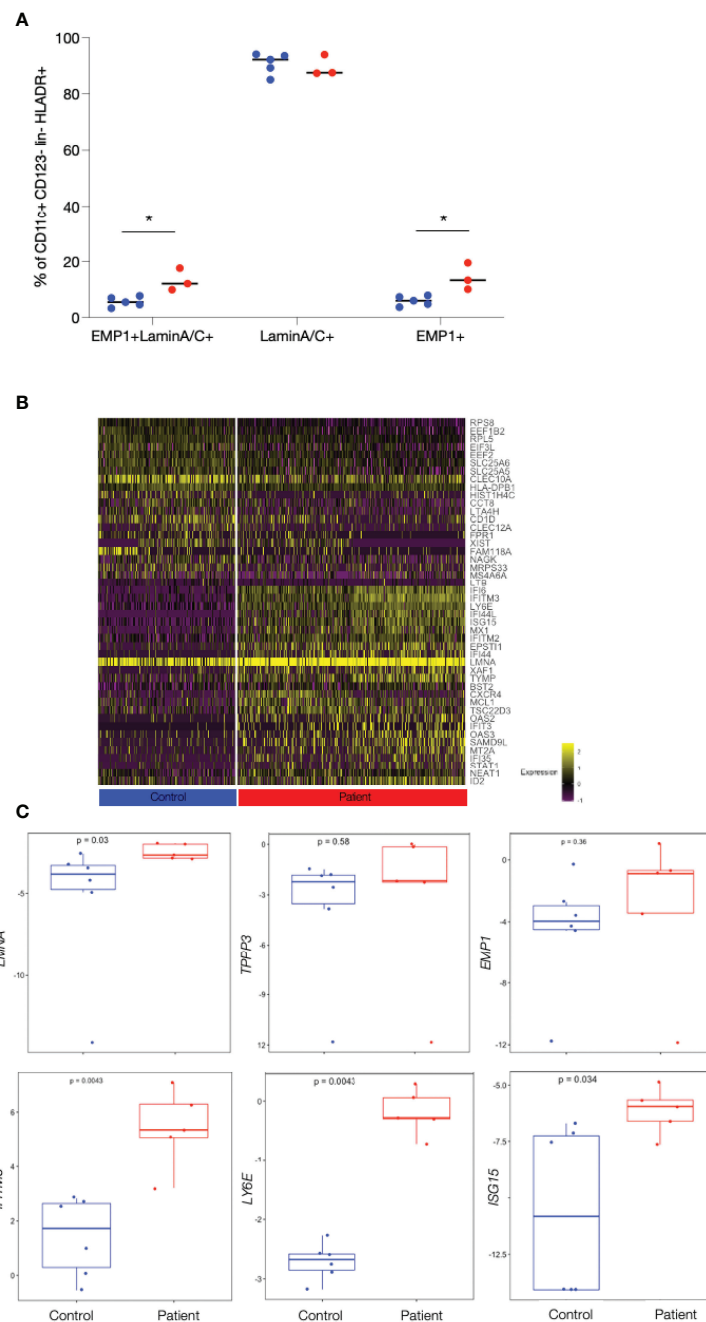 A
% of CD11c+ CD123- lin- HLADR+
100
80
60
40
20
0
*
*
EMP1+LaminA/C+
LaminA/C+
EMP1+
B
RPS8
EEF1B2
RPL5
EIF3L
EEF2
SLC25A6
SLC25A5
CLEC10A
HLA-DPB1
HIST1H4C
CCT8
LTA4H
CD1D
CLEC12A
FPR1
XIST
FAM118A
NAGK
MRPS33
MS4A6A
LTB
IFI6
IFITM3
LY6E
IFI44L
ISG15
MX1
IFITM2
EPSTI1
IFI44
LMNA
XAF1
TYMP
BST2
CXCR4
MCL1
TSC22D3
OAS2
IFIT3
OAS3
SAMD9L
MT2A
IFI35
STAT1
NEAT1
ID2
Expression
2
1
0
-1
Control
Patient
C
p = 0.03
-5
-10
p = 0.58
TPPP3
0
-3
-6
-9
12
p = 0.36
EMP1
0
-4
-8
-12
p = 0.0043
6
4
2
0
Control
Patient
p = 0.0043
LY6E
0
-1
-2
-3
Control
Patient
p = 0.034
ISG15
-5.0
-7.5
-12.5
Control
Patient